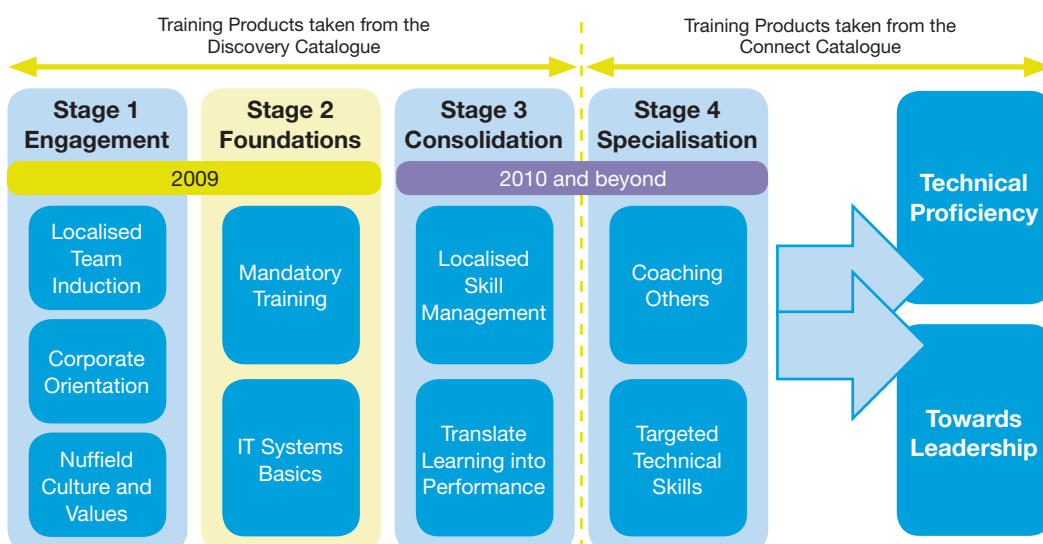 Training Products taken from the
Discovery Catalogue
Training Products taken from the
Connect Catalogue
Stage 1
Engagement
Stage 2
Foundations
Stage 3
Consolidation
Stage 4
Specialisation
2009
2010 and beyond
Localised
Team
Induction
Corporate
Orientation
Nuffield
Culture and
Values
Mandatory
Training
IT Systems
Basics
Localised
Skill
Management
Translate
Learning into
Performance
Coaching
Others
Targeted
Technical
Skills
Technical
Proficiency
Towards
Leadership